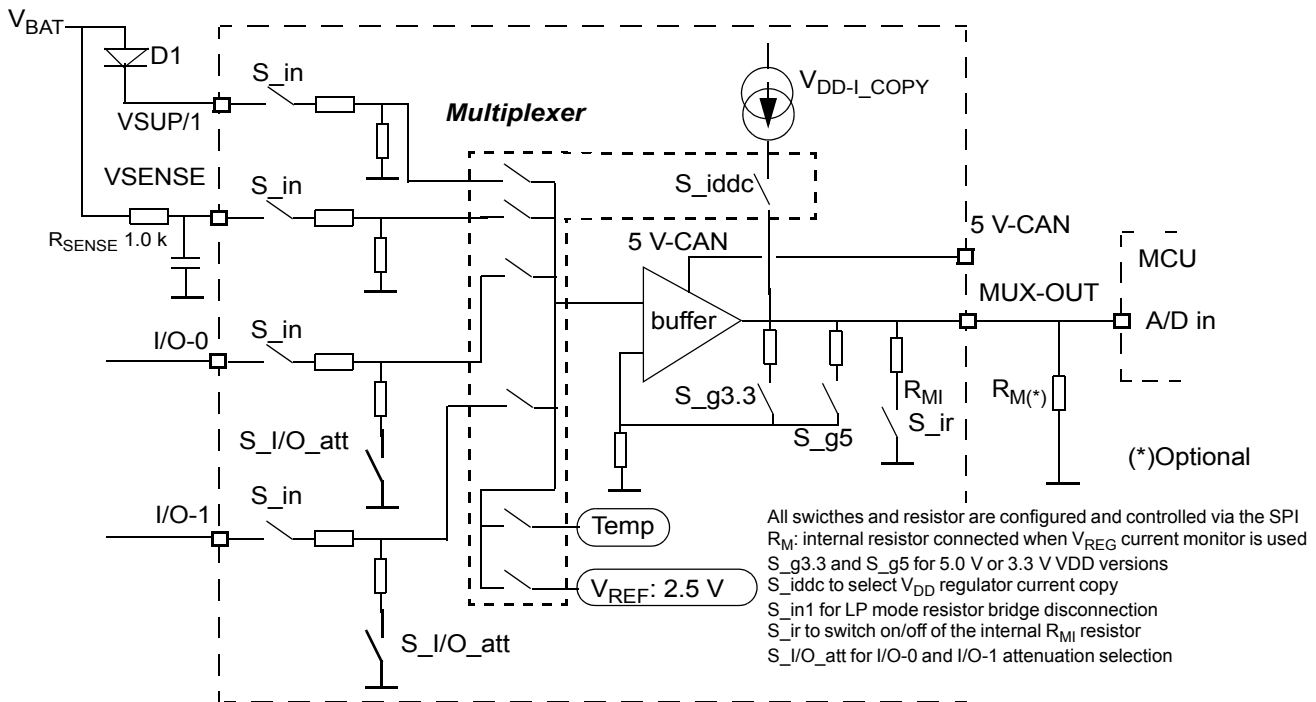 VBAT
D1
S_in
VDD-I_COPY
Multiplexer
VSUP/1
VSENSE
S_in
S_iddc
RSENSE 1.0 k
5 V-CAN
5 V-CAN
MCU
MUX-OUT
buffer
A/D in
I/O-0
S_in
S_g3.3
RMI
RM(*)
S_ir
S_g5
S_I/O_att
(*)Optional
I/O-1
S_in
Temp
VREF: 2.5 V
S_I/O_att
All swicthes and resistor are configured and controlled via the SPI
RM: internal resistor connected when VREG current monitor is used
S_g3.3 and S_g5 for 5.0 V or 3.3 V VDD versions
S_iddc to select VDD regulator current copy
S_in1 for LP mode resistor bridge disconnection
S_ir to switch on/off of the internal RMI resistor
S_I/O_att for I/O-0 and I/O-1 attenuation selection